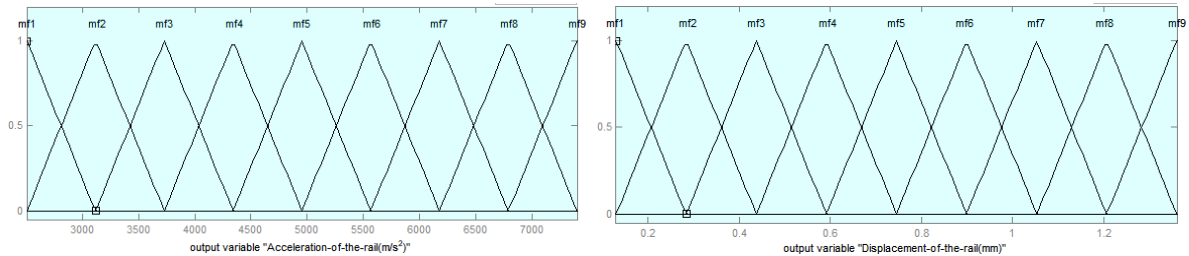 mf1 mf2 mf3 mf4 mf5 mf6 mf7 mf8 mf9
1
0.5
0
3000 3500 4000 4500 5000 5500 6000 6500 7000
output variable "Acceleration-of-the-rail(m/s²)"
mf1 mf2 mf3 mf4 mf5 mf6 mf7 mf8 mf9
1
0.5
0
0.2 0.4 0.6 0.8 1 1.2
output variable "Displacement-of-the-rail(mm)"